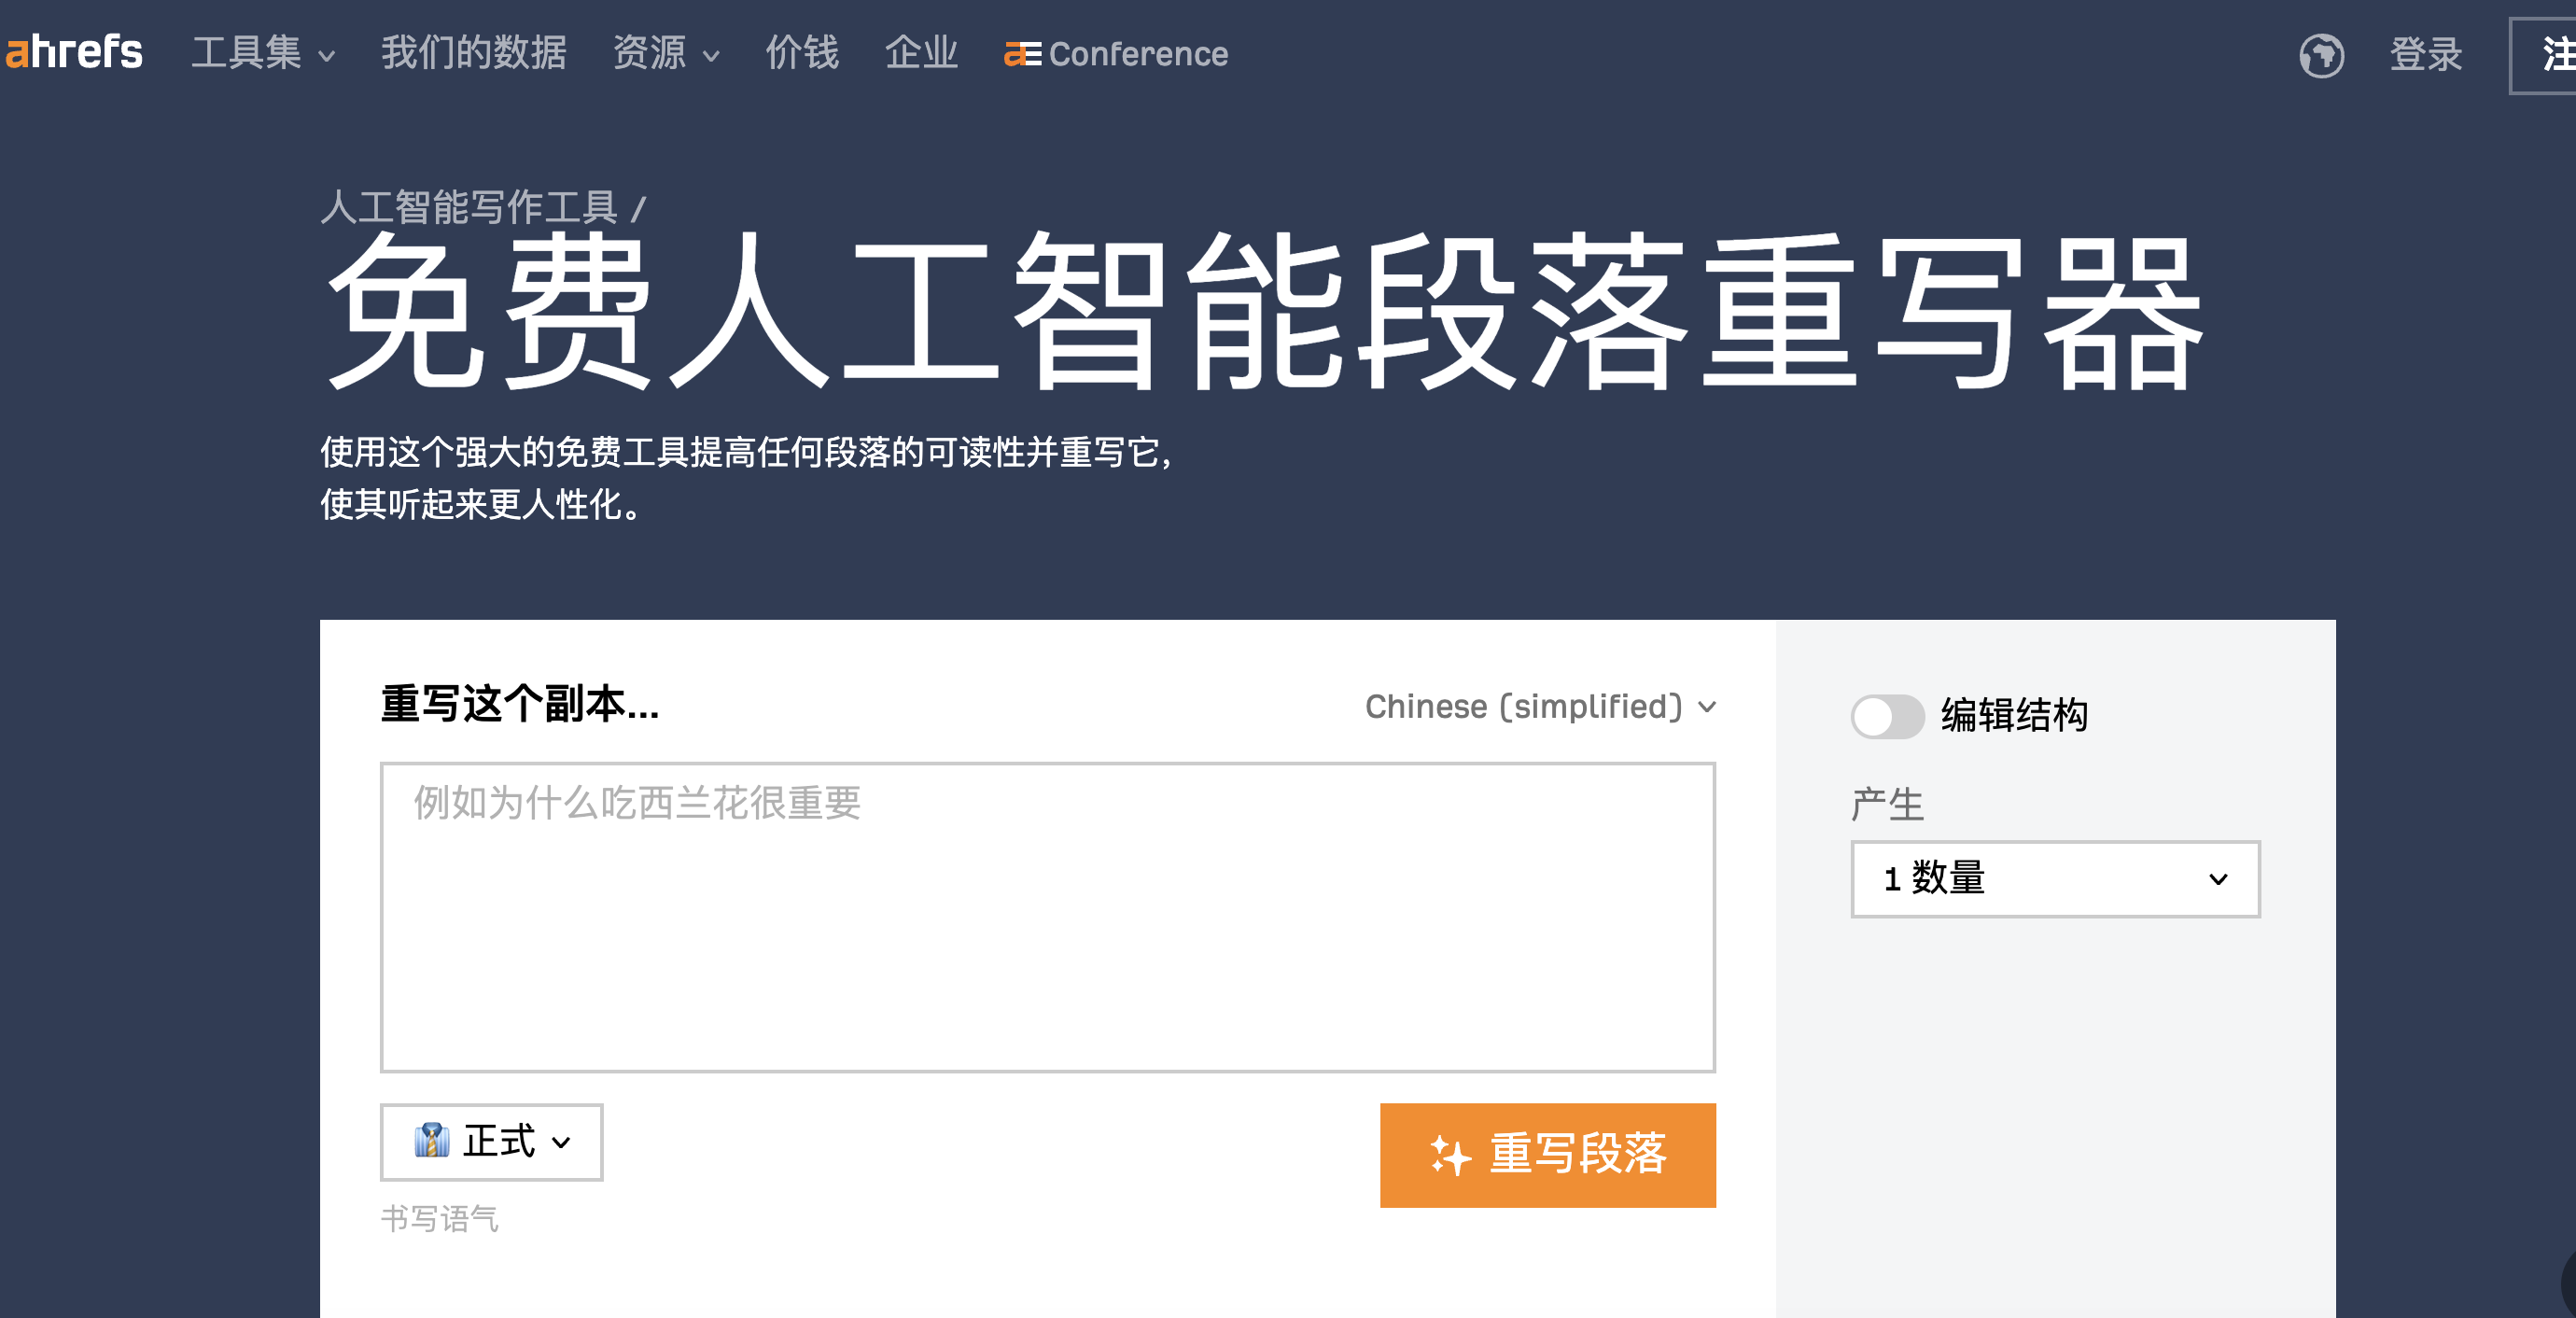 ahrefs 工具集 我们的数据 资源 价钱 企业 aE Conference 登录 注
人工智能写作工具 /
免费人工智能段落重写器
使用这个强大的免费工具提高任何段落的可读性并重写它，
使其听起来更人性化。
重写这个副本... Chinese (simplified)
编辑结构
例如为什么吃西兰花很重要
产生
1 数量
正式
重写段落
书写语气